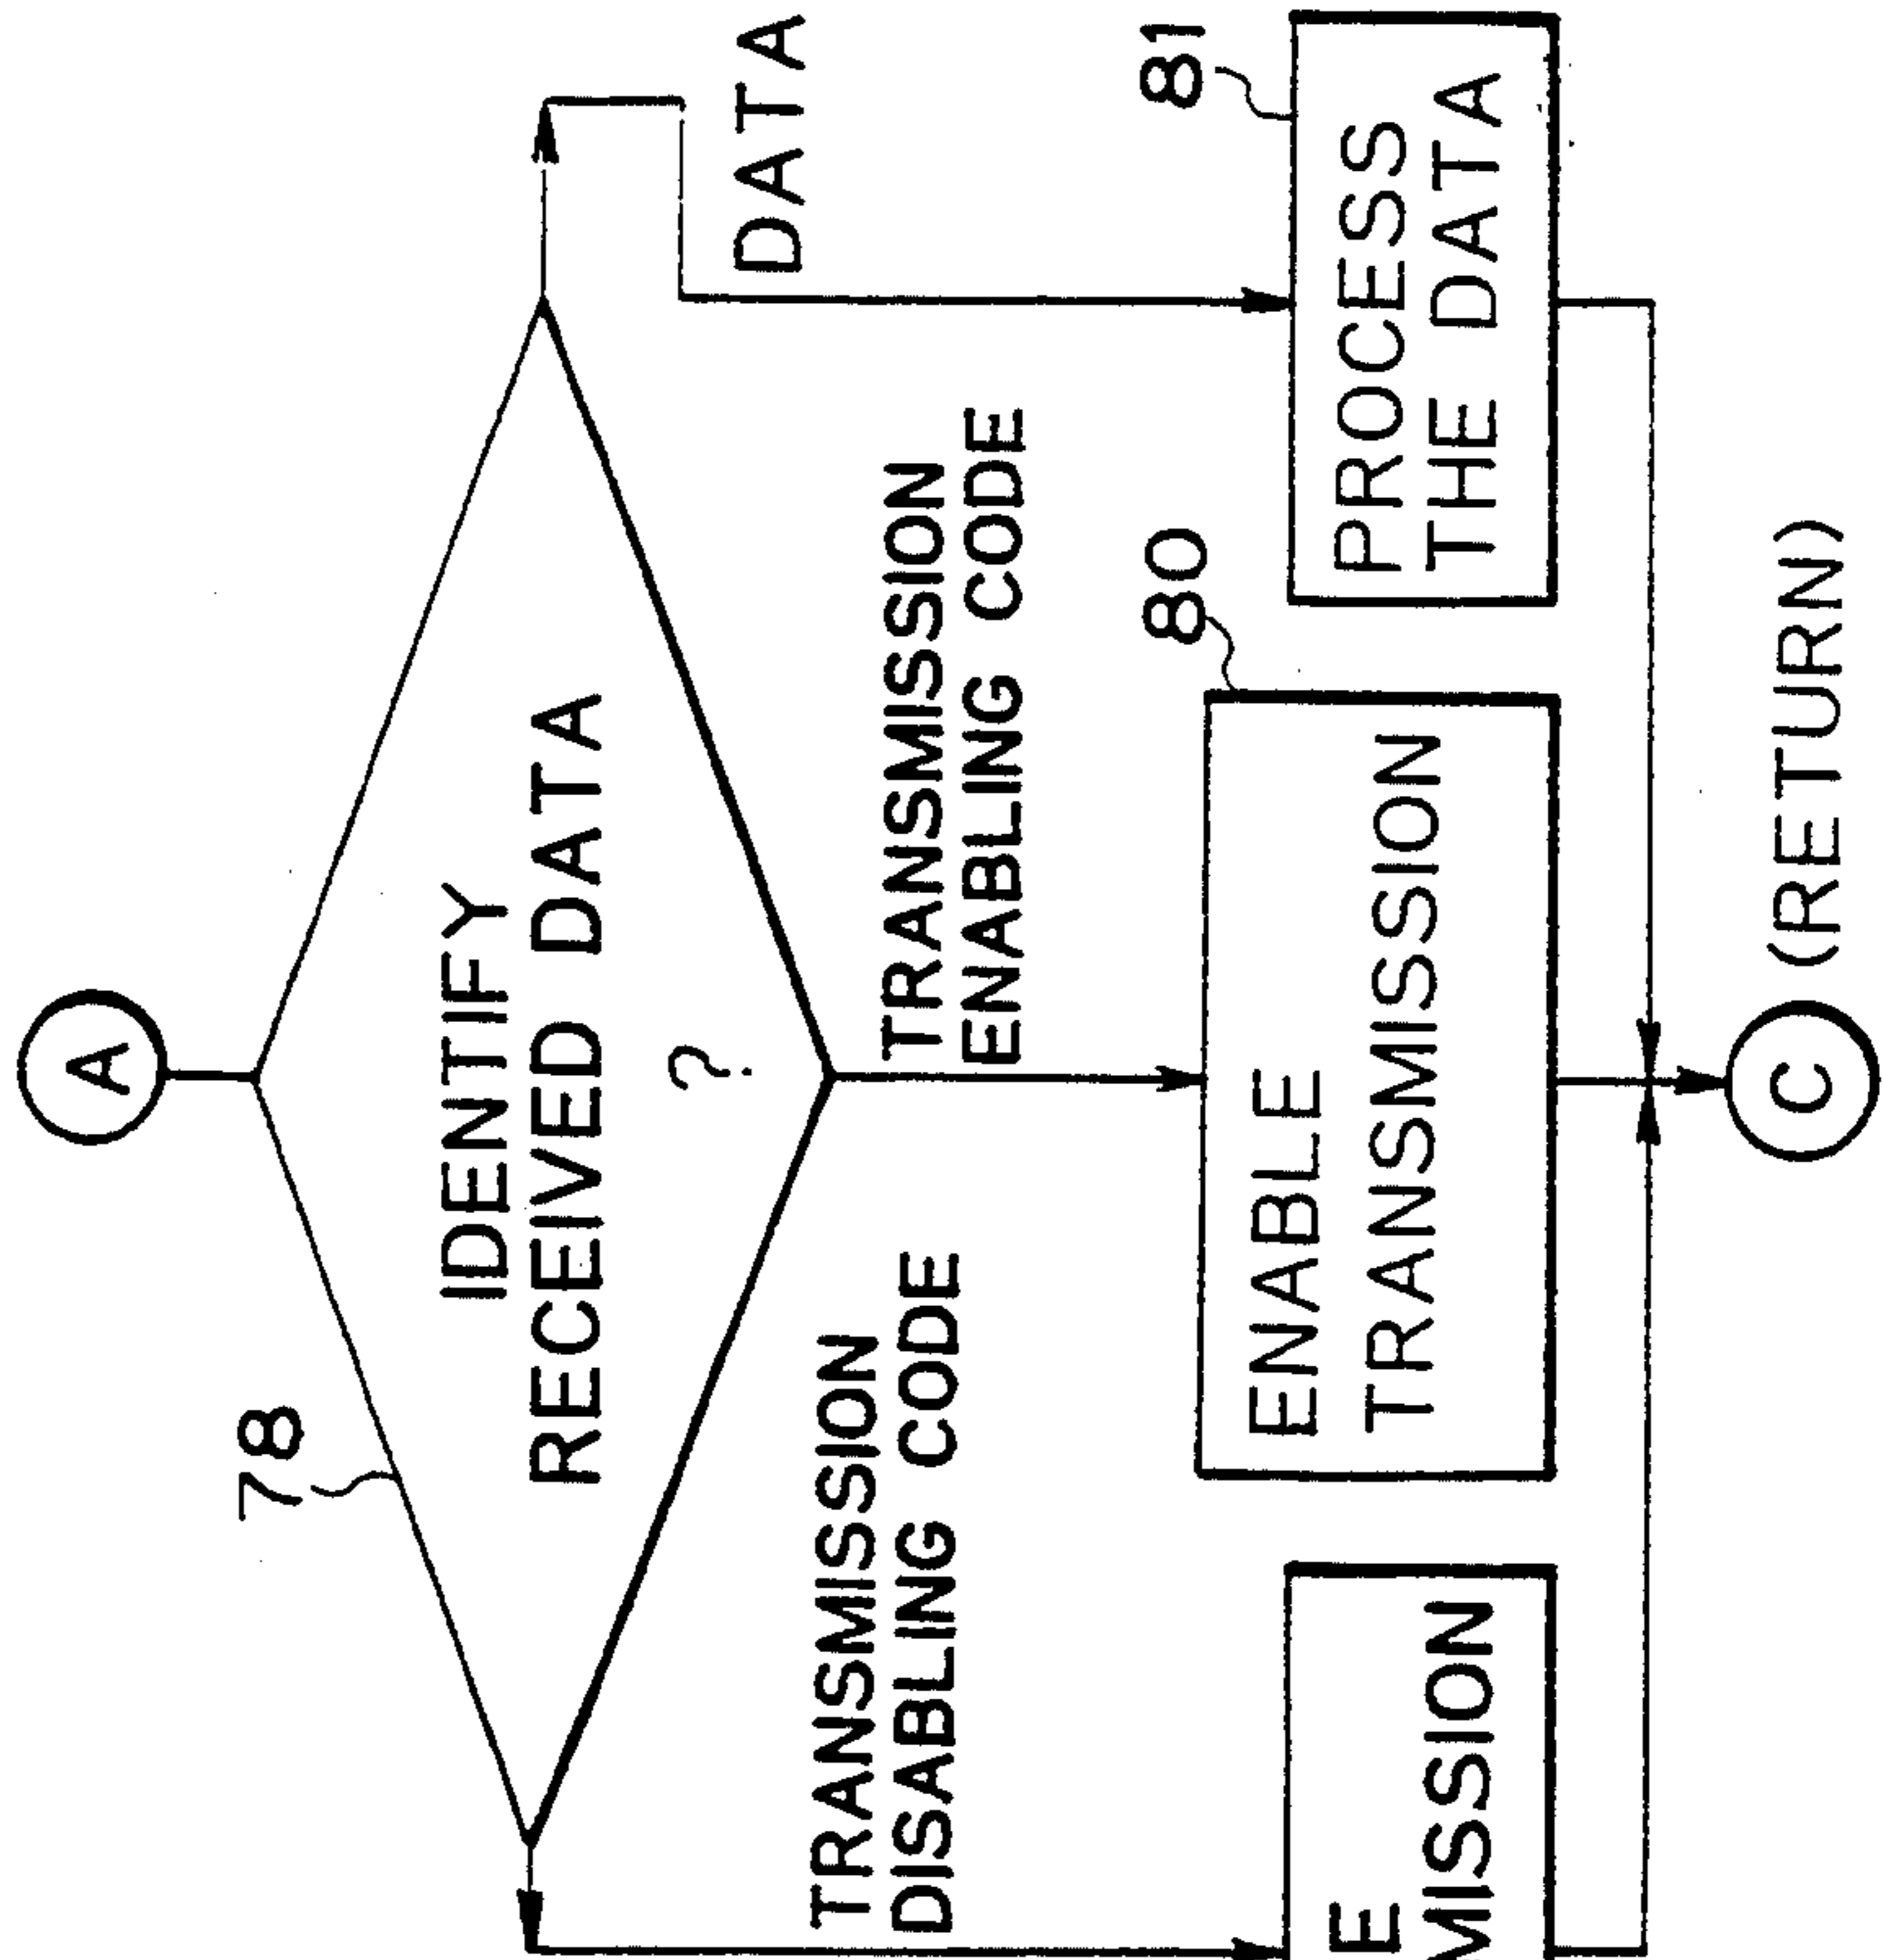 A
78
IDENTIFY
RECEIVED DATA
?
DATA
TRANSMISSION
DISABLING CODE
TRANSMISSION
ENABLING CODE
80
81
ENABLE
TRANSMISSION
PROCESS
THE DATA
C (RETURN)